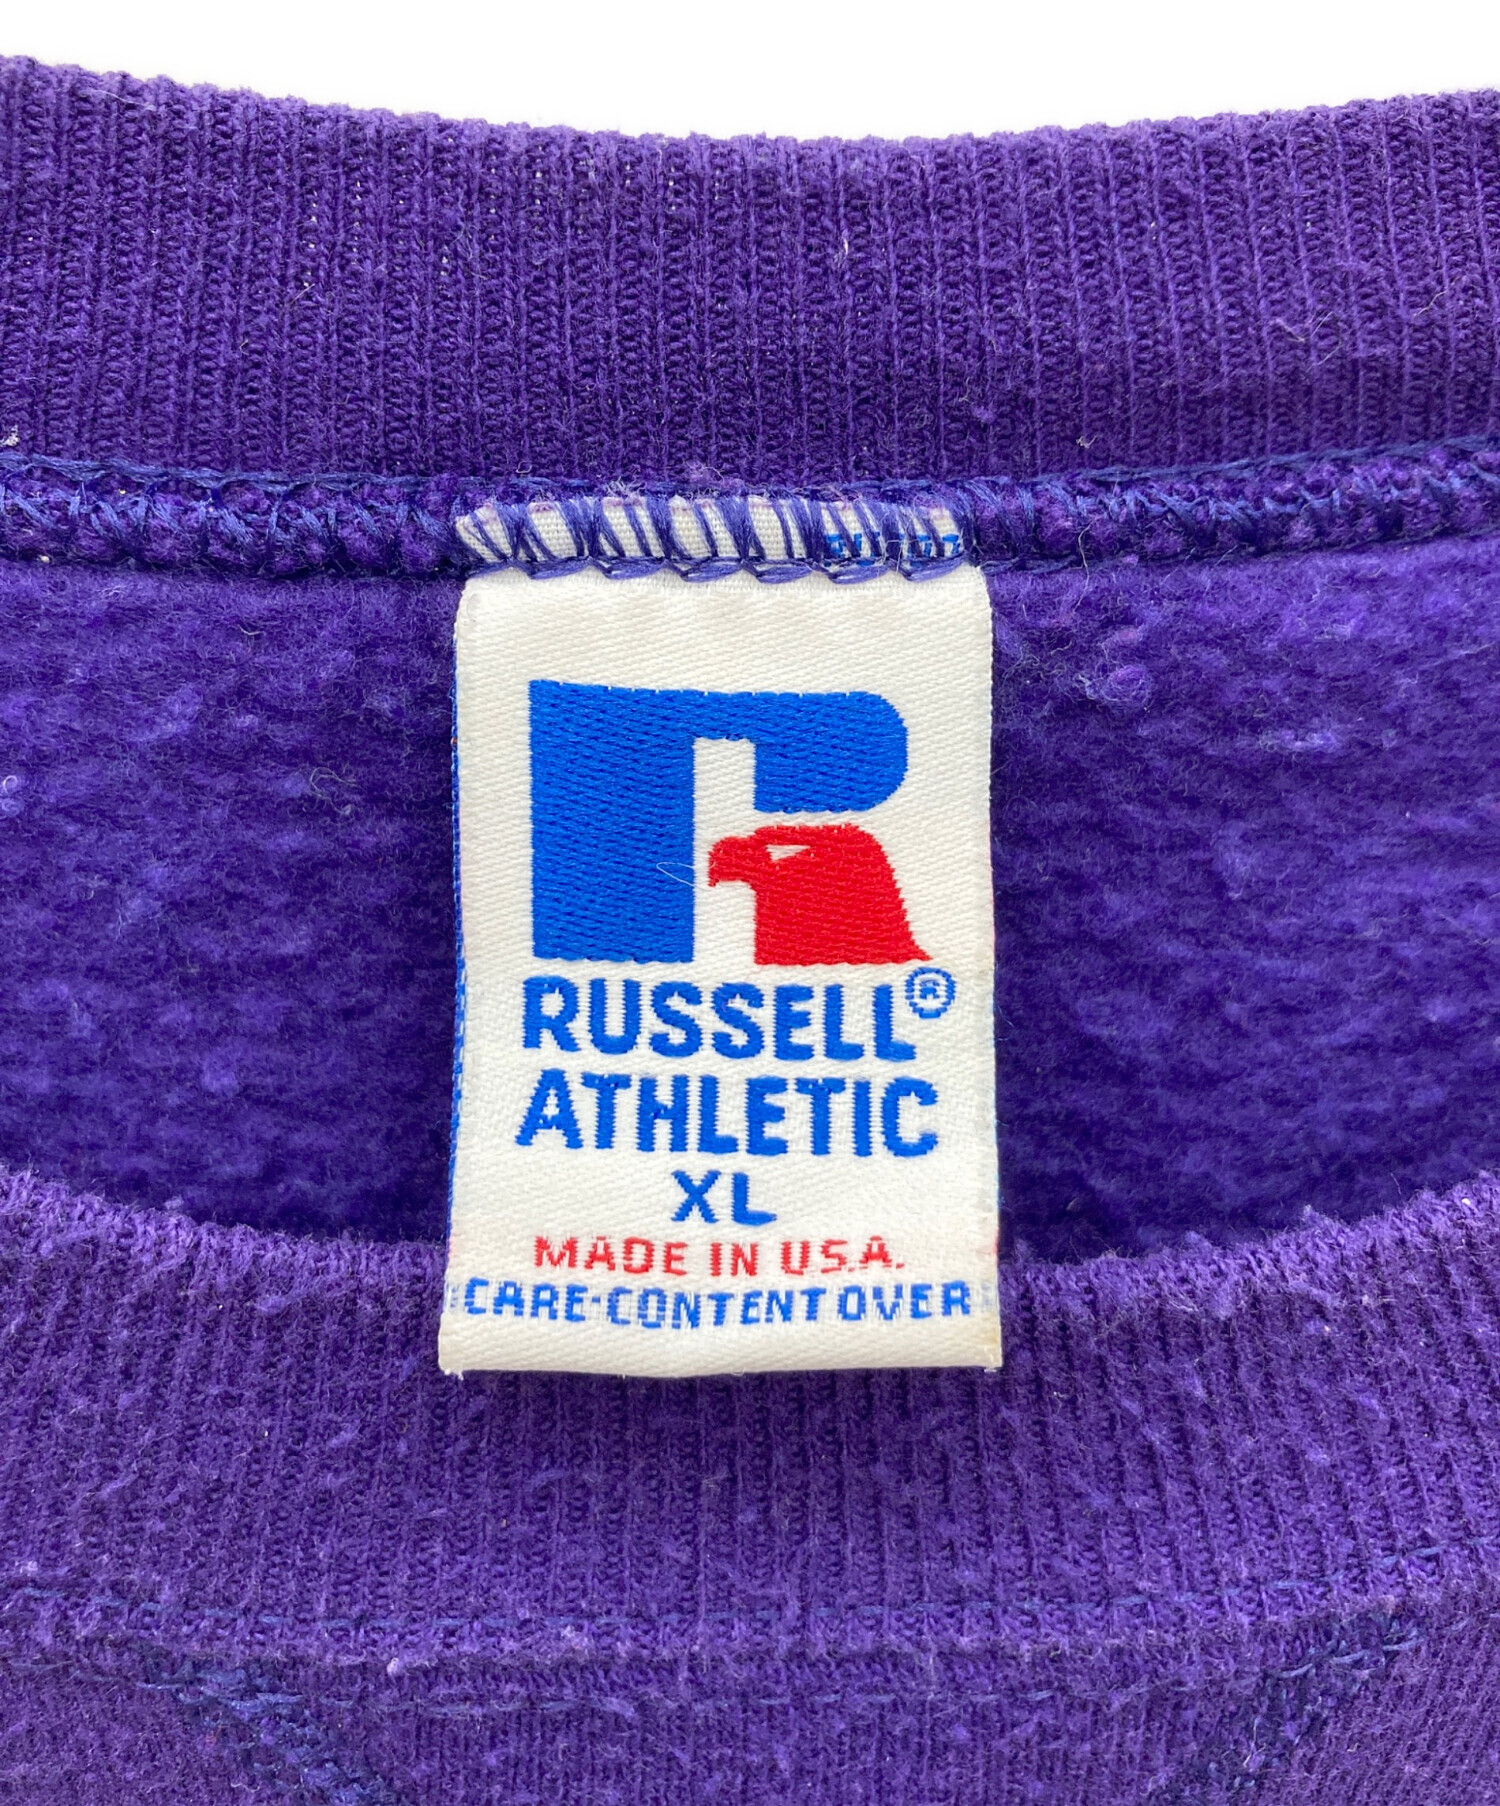 RUSSELL®
ATHLETIC
XL
MADE IN U.S.A.
CARE-CONTENT OVER